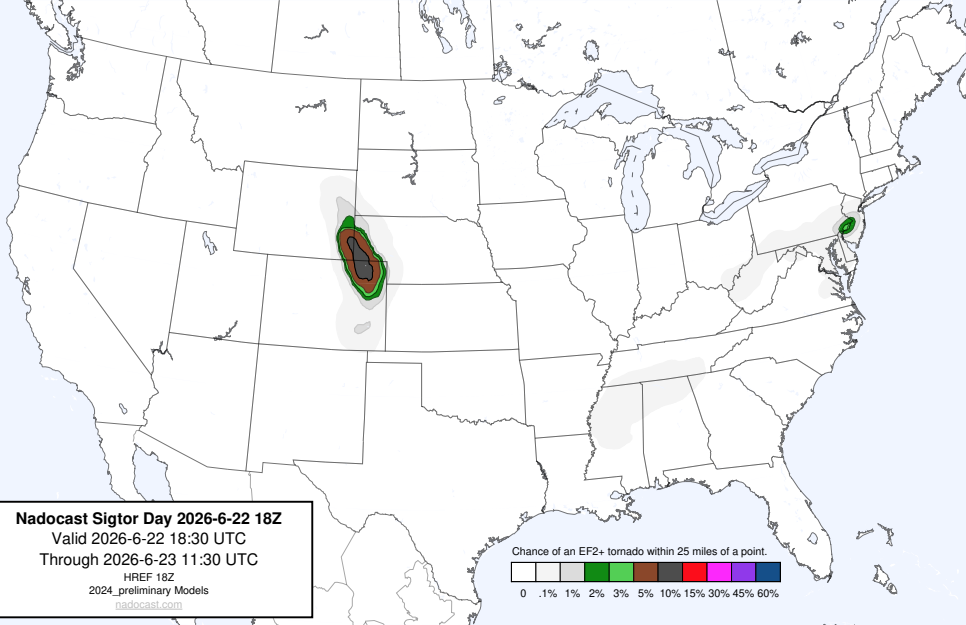 Nadocast Sigtor Day 2026-6-22 18Z
Valid 2026-6-22 18:30 UTC
Through 2026-6-23 11:30 UTC
HREF 18Z
2024_preliminary Models
nadocast.com
Chance of an EF2+ tornado within 25 miles of a point.
0 .1% 1% 2% 3% 5% 10% 15% 30% 45% 60%